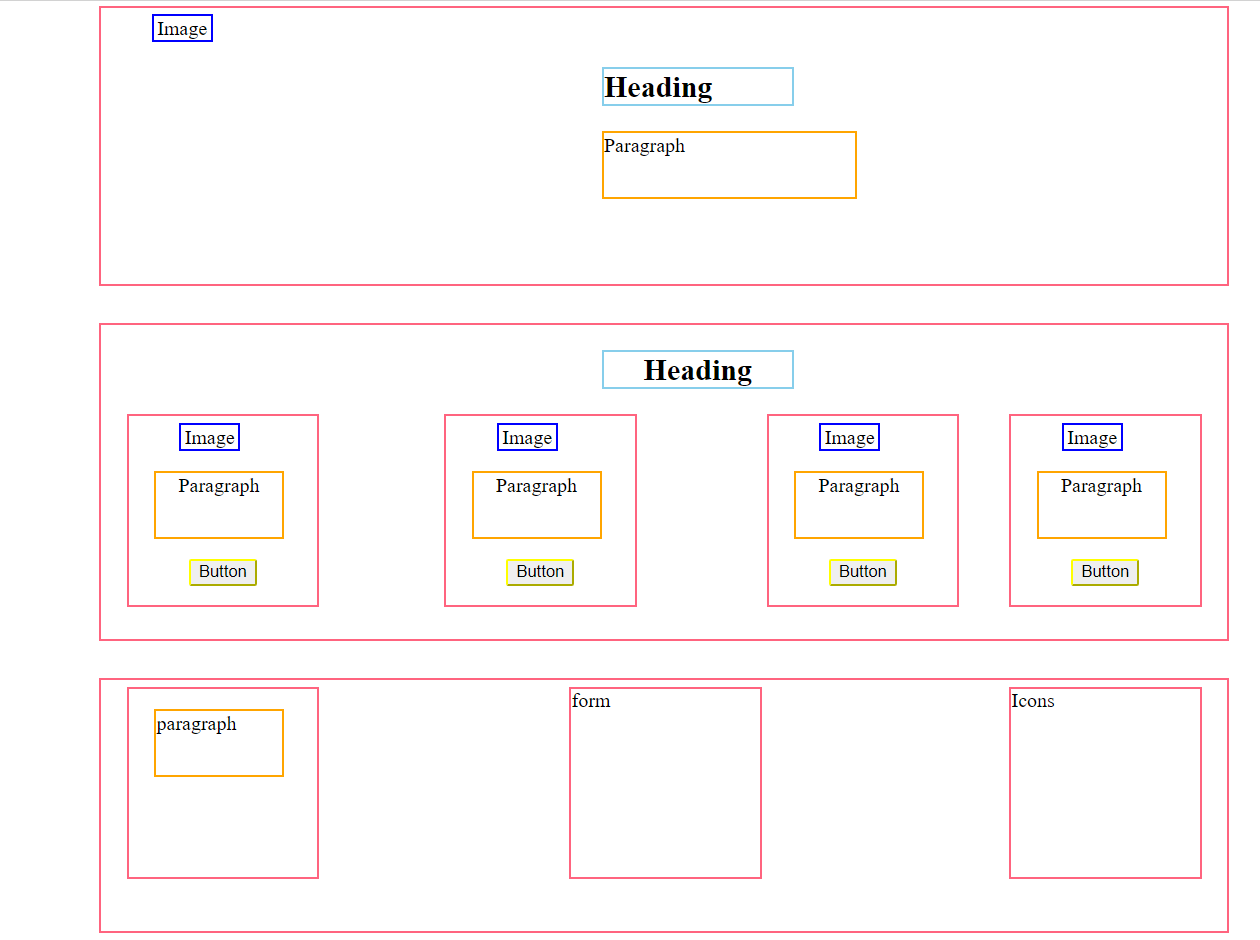 Image
Heading
Paragraph
Heading
Image Image Image Image
Paragraph Paragraph Paragraph Paragraph
Button Button Button Button
form Icons
paragraph